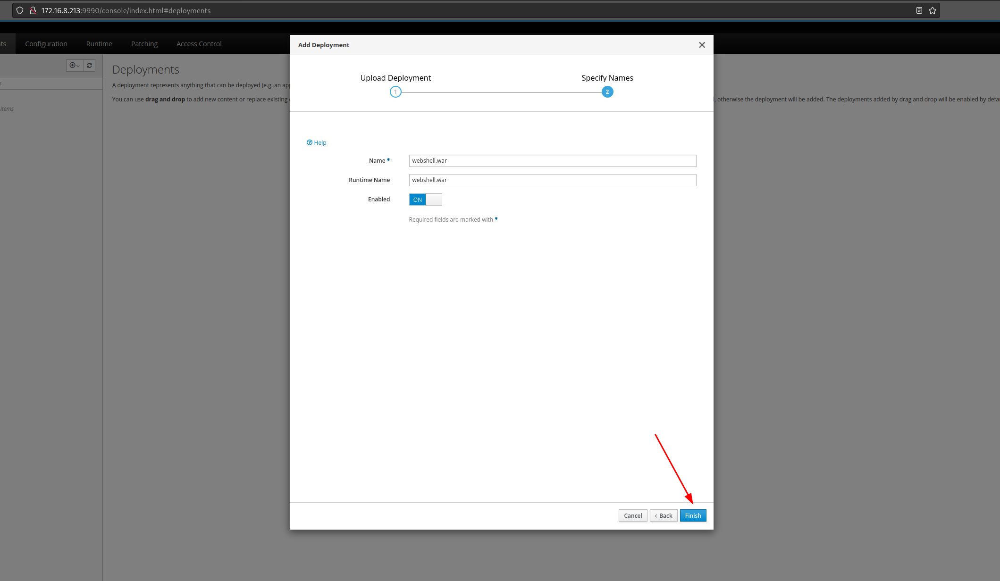 172.16.8.213:9990/console/index.html#deployments
ts Configuration Runtime Patching Access Control
Add Deployment
Deployments
A deployment represents anything that can be deployed (e.g. an ap
You can use drag and drop to add new content or replace existing
, otherwise the deployment will be added. The deployments added by drag and drop will be enabled by defau
s
items
Upload Deployment
Specify Names
1
2
Help
Name *
webshell.war
Runtime Name
webshell.war
Enabled
ON
Required fields are marked with *
Cancel
‹ Back
Finish